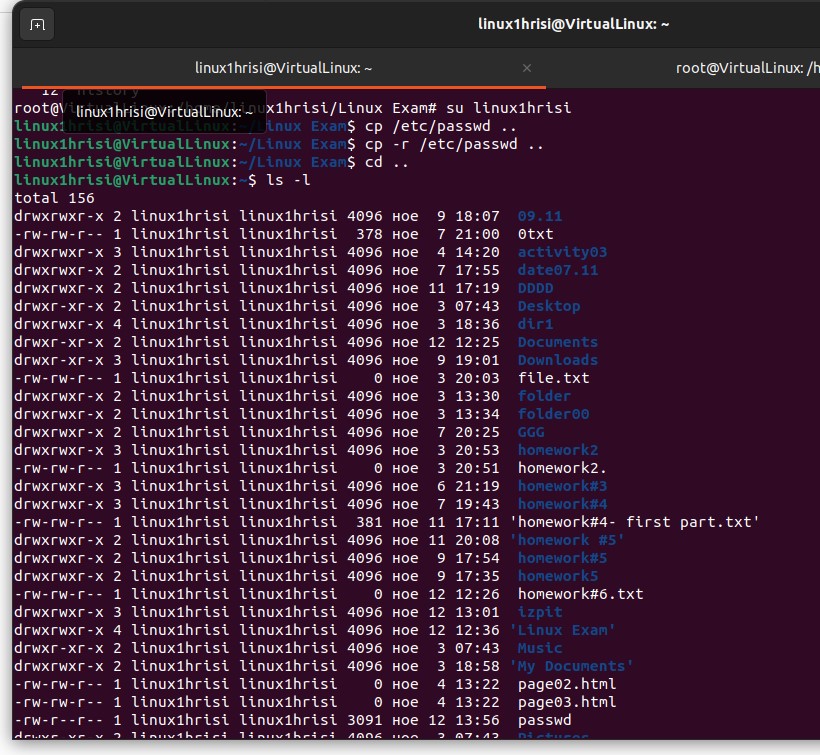 linux1hrisi@VirtualLinux: ~
linux1hrisi@VirtualLinux: ~ × root@VirtualLinux: /h
12 history
linux1hrisi@VirtualLinux: ~
root@VirtualLinux:/home/linux1hrisi/Linux Exam# su linux1hrisi
linux1hrisi@VirtualLinux:~/Linux Exam$ cp /etc/passwd ..
linux1hrisi@VirtualLinux:~/Linux Exam$ cp -r /etc/passwd ..
linux1hrisi@VirtualLinux:~/Linux Exam$ cd ..
linux1hrisi@VirtualLinux:~$ ls -l
total 156
drwxrwxr-x 2 linux1hrisi linux1hrisi 4096 ное 9 18:07 09.11
-rw-rw-r-- 1 linux1hrisi linux1hrisi 378 ное 7 21:00 0txt
drwxrwxr-x 3 linux1hrisi linux1hrisi 4096 ное 4 14:20 activity03
drwxrwxr-x 2 linux1hrisi linux1hrisi 4096 ное 7 17:55 date07.11
drwxrwxr-x 2 linux1hrisi linux1hrisi 4096 ное 11 17:19 DDDD
drwxr-xr-x 2 linux1hrisi linux1hrisi 4096 ное 3 07:43 Desktop
drwxrwxr-x 4 linux1hrisi linux1hrisi 4096 ное 3 18:36 dir1
drwxr-xr-x 2 linux1hrisi linux1hrisi 4096 ное 12 12:25 Documents
drwxr-xr-x 3 linux1hrisi linux1hrisi 4096 ное 9 19:01 Downloads
-rw-rw-r-- 1 linux1hrisi linux1hrisi 0 ное 3 20:03 file.txt
drwxrwxr-x 2 linux1hrisi linux1hrisi 4096 ное 3 13:30 folder
drwxrwxr-x 2 linux1hrisi linux1hrisi 4096 ное 3 13:34 folder00
drwxrwxr-x 2 linux1hrisi linux1hrisi 4096 ное 7 20:25 GGG
drwxrwxr-x 3 linux1hrisi linux1hrisi 4096 ное 3 20:53 homework2
-rw-rw-r-- 1 linux1hrisi linux1hrisi 0 ное 3 20:51 homework2.
drwxrwxr-x 3 linux1hrisi linux1hrisi 4096 ное 6 21:19 homework#3
drwxrwxr-x 3 linux1hrisi linux1hrisi 4096 ное 7 19:43 homework#4
-rw-rw-r-- 1 linux1hrisi linux1hrisi 381 ное 11 17:11 'homework#4- first part.txt'
drwxrwxr-x 2 linux1hrisi linux1hrisi 4096 ное 11 20:08 'homework #5'
drwxrwxr-x 2 linux1hrisi linux1hrisi 4096 ное 9 17:54 homework#5
drwxrwxr-x 2 linux1hrisi linux1hrisi 4096 ное 9 17:35 homework5
-rw-rw-r-- 1 linux1hrisi linux1hrisi 0 ное 12 12:26 homework#6.txt
drwxrwxr-x 3 linux1hrisi linux1hrisi 4096 ное 12 13:01 izpit
drwxrwxr-x 4 linux1hrisi linux1hrisi 4096 ное 12 12:36 'Linux Exam'
drwxr-xr-x 2 linux1hrisi linux1hrisi 4096 ное 3 07:43 Music
drwxrwxr-x 2 linux1hrisi linux1hrisi 4096 ное 3 18:58 'My Documents'
-rw-rw-r-- 1 linux1hrisi linux1hrisi 0 ное 4 13:22 page02.html
-rw-rw-r-- 1 linux1hrisi linux1hrisi 0 ное 4 13:22 page03.html
-rw-r--r-- 1 linux1hrisi linux1hrisi 3091 ное 12 13:56 passwd
drwxr-xr-x 2 linux1hrisi linux1hrisi 4096 ное 3 07:43 Pictures